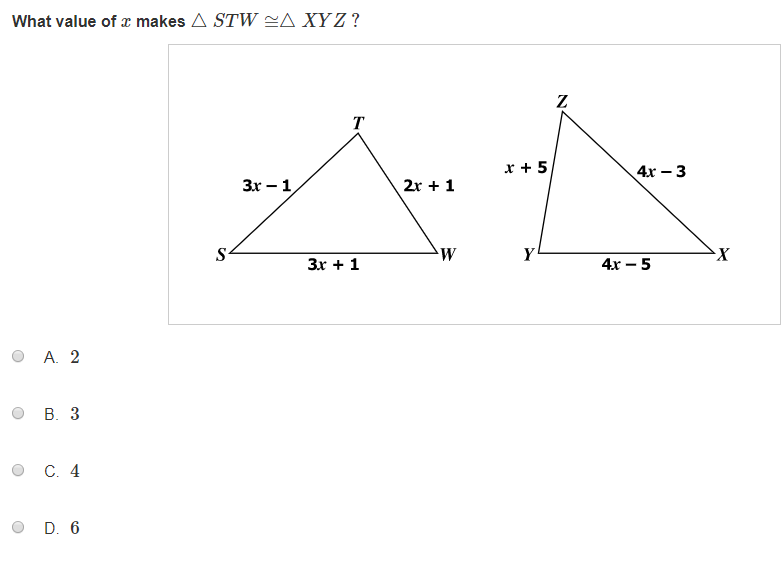 What value of x makes △ STW ≅△ XYZ ?
Z
T
x + 5
4x – 3
3x – 1
2x + 1
S
W
Y
X
3x + 1
4x – 5
A. 2
B. 3
C. 4
D. 6